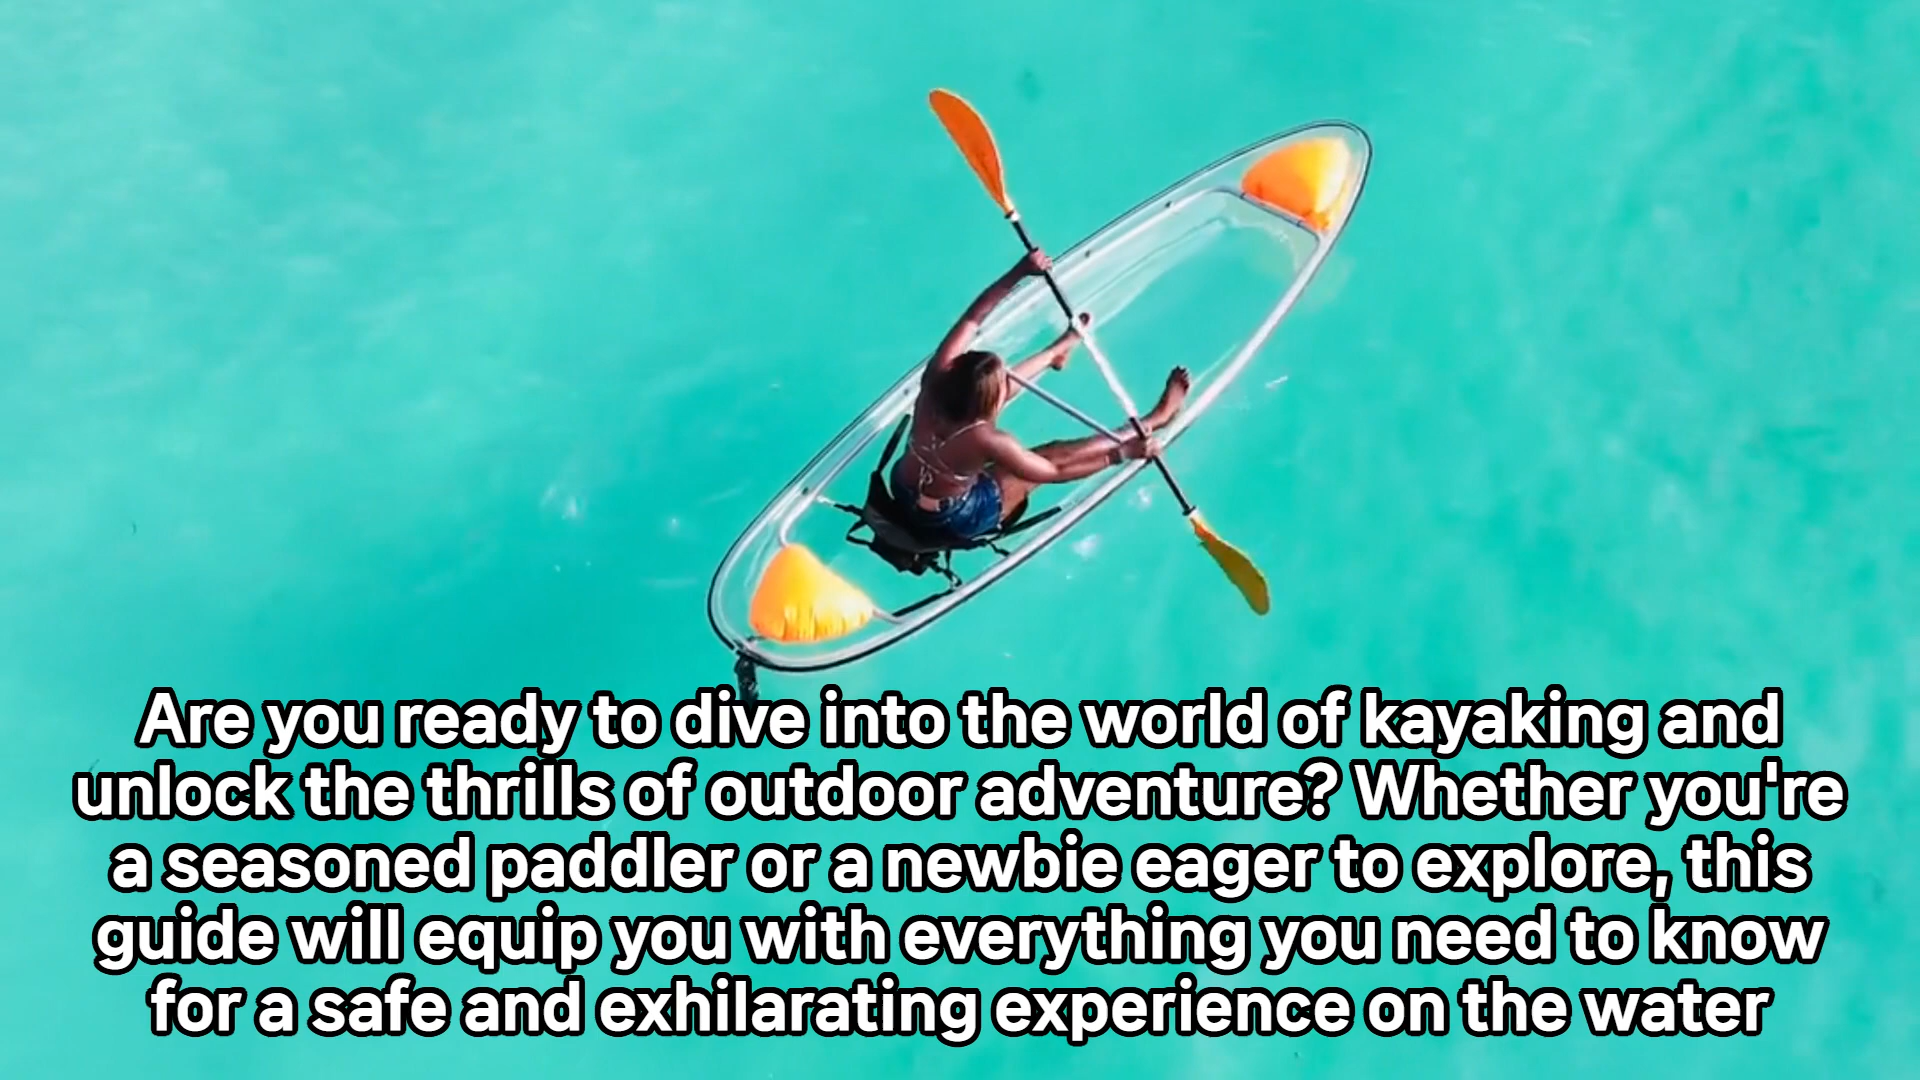 Are you ready to dive into the world of kayaking and
unlock the thrills of outdoor adventure? Whether you're
a seasoned paddler or a newbie eager to explore, this
guide will equip you with everything you need to know
for a safe and exhilarating experience on the water